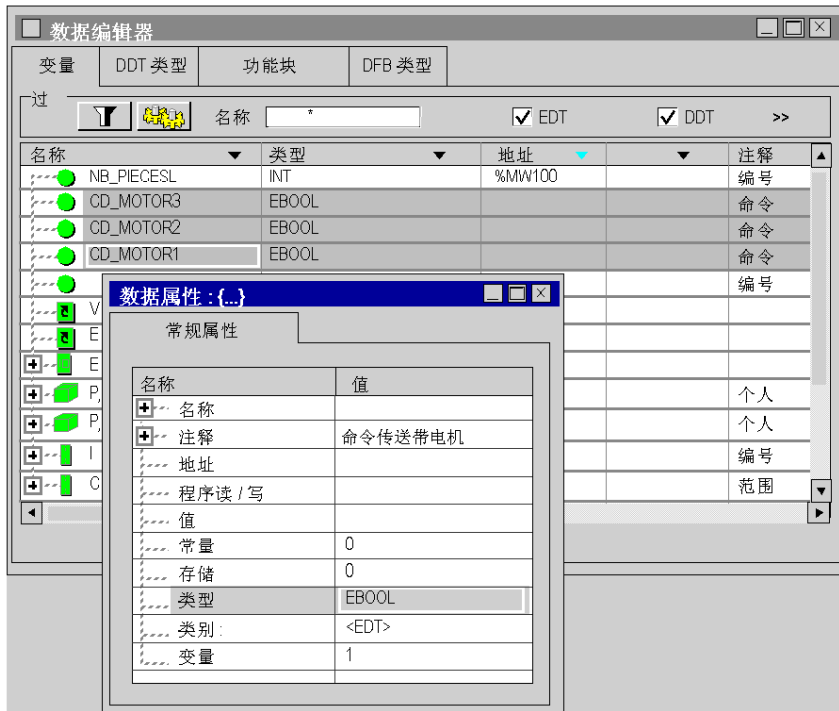 数据编辑器
变量 DDT 类型 功能块 DFB 类型
过
名称 * EDT DDT >>
名称 类型 地址 注释
NB_PIECESL INT %MW100 编号
CD_MOTOR3 EBOOL 命令
CD_MOTOR2 EBOOL 命令
CD_MOTOR1 EBOOL 命令
编号
数据属性 : {...}
V
常规属性
E
E
P, 个人
P, 个人
I 编号
C 范围
名称 值
名称
注释 命令传送带电机
地址
程序读 / 写
值
常量 0
存储 0
类型 EBOOL
类别 : <EDT>
变量 1